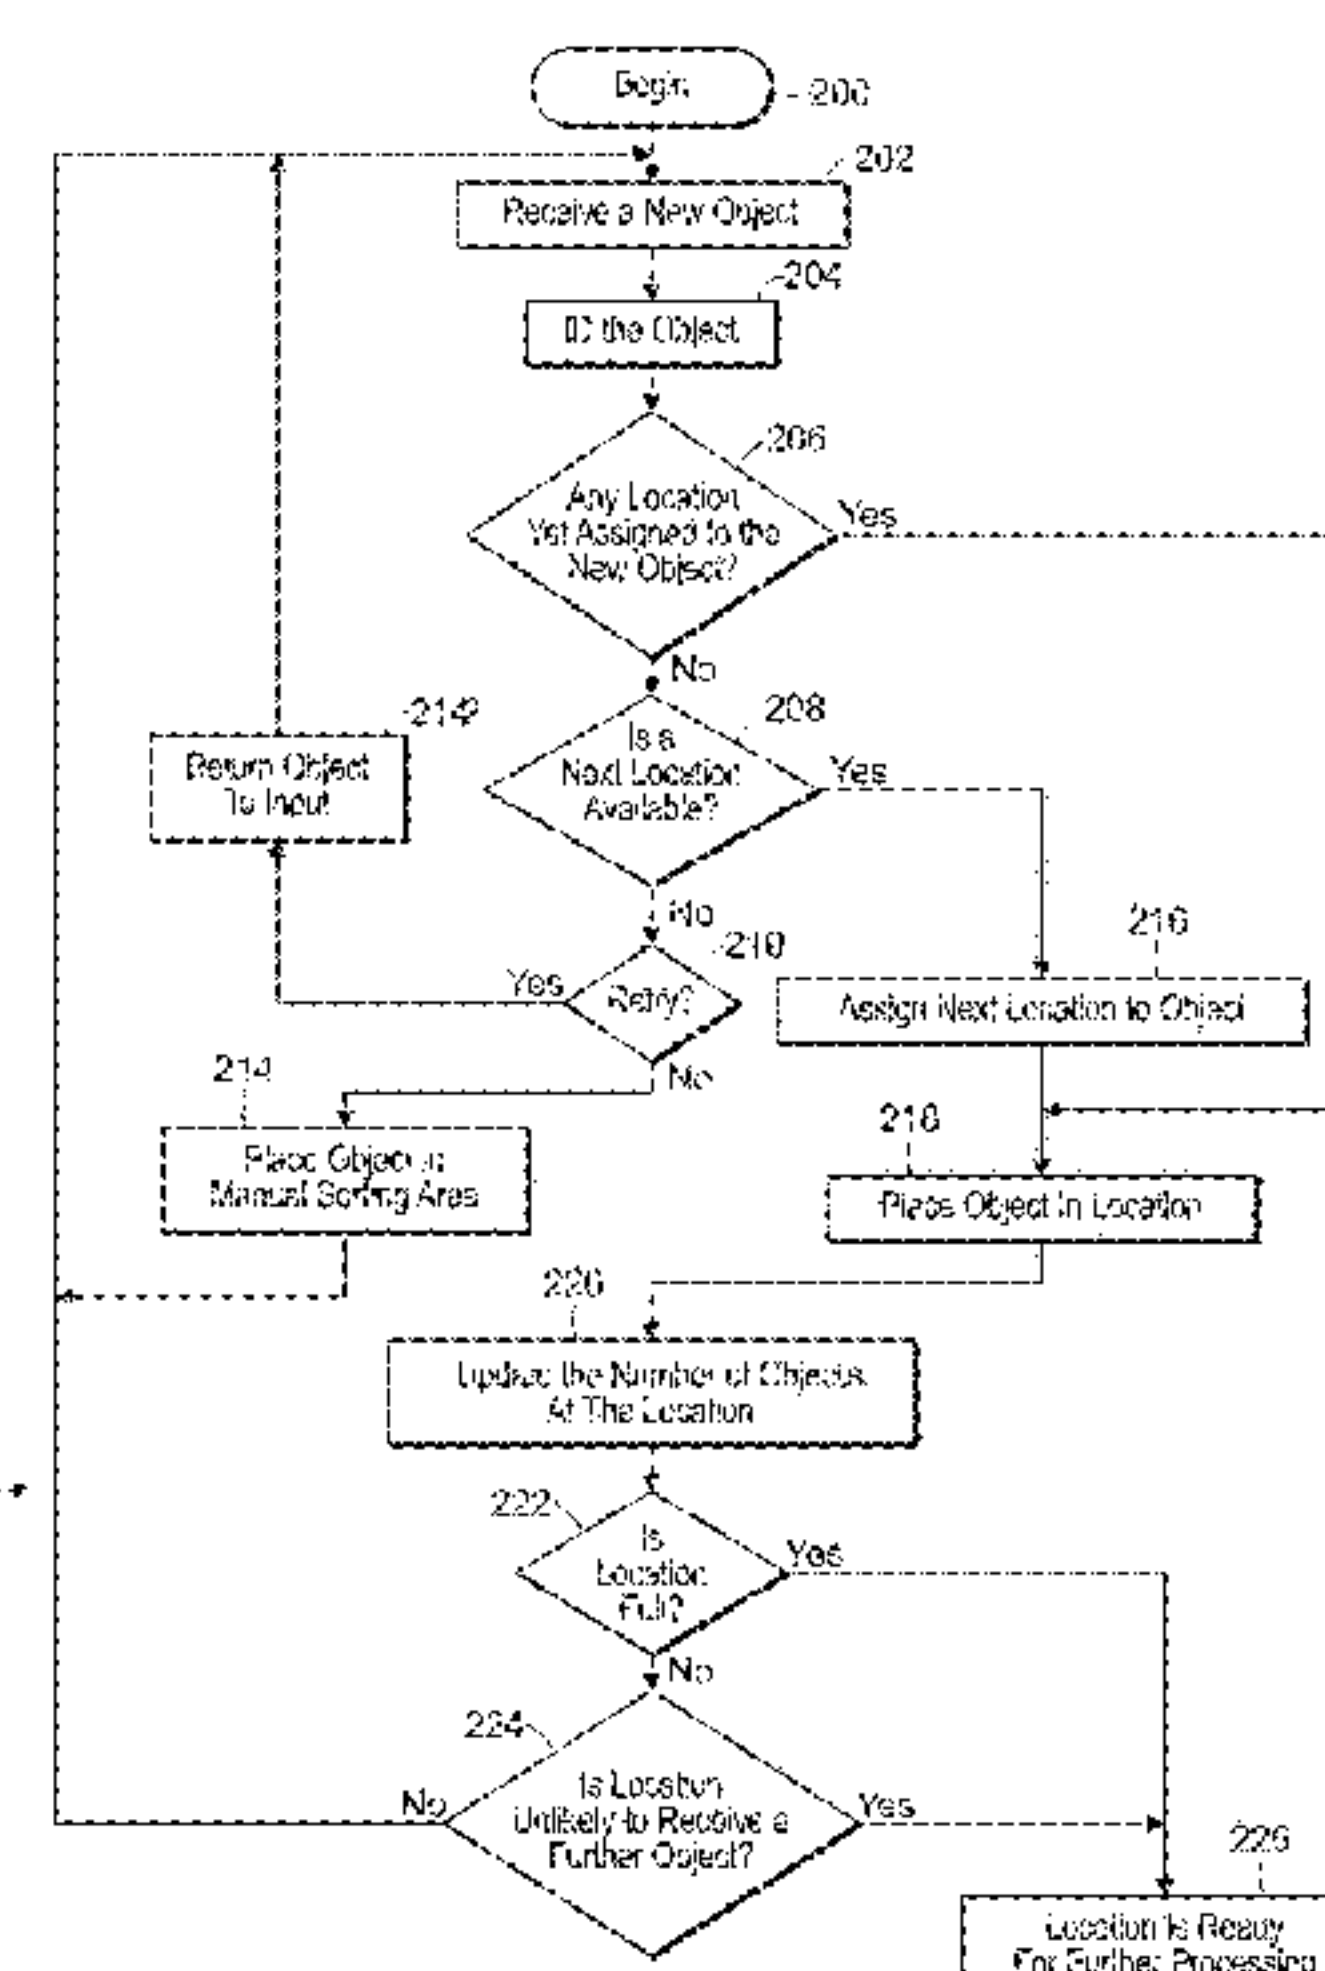 Begin
200
202
Receive a New Object
204
ID the Object
206
Any Location
Yet Assigned to the
New Object?
Yes
No
208
Is a
Next Location
Available?
Yes
Return Object
To Input
No
210
Yes
Retry?
No
216
Assign Next Location to Object
214
Place Object in
Manual Sorting Area
218
Place Object In Location
220
Update the Number of Objects
At The Location
222
Is
Location
Full?
Yes
No
224
Is Location
Unlikely to Receive a
Further Object?
No
Yes
226
Location Is Ready
For Further Processing